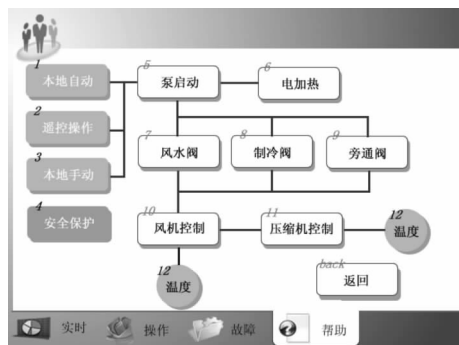 1
本地自动
5
泵启动
6
电加热
2
遥控操作
7
风水阀
8
制冷阀
9
旁通阀
3
本地手动
4
安全保护
10
风机控制
11
压缩机控制
12
温度
12
温度
back
返回
实时
操作
故障
帮助